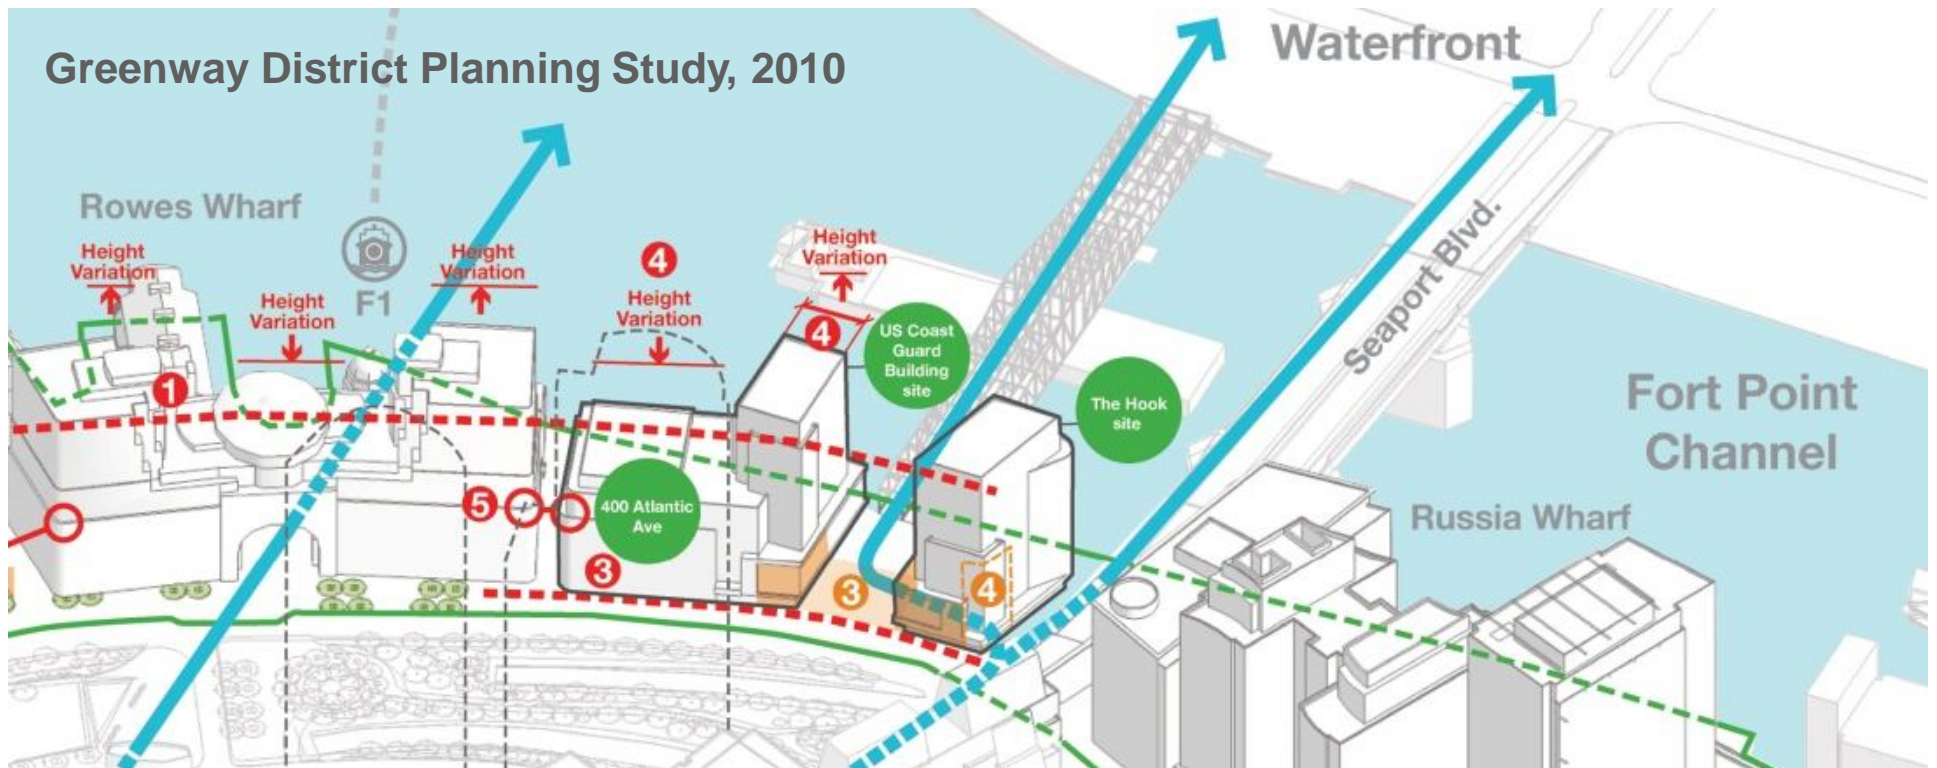 Greenway District Planning Study, 2010
Waterfront
Rowes Wharf
Height
Variation
F1
Height
Variation
Height
Variation
4
Height
Variation
Height
Variation
4
US Coast
Guard
Building
site
The Hook
site
Seaport Blvd.
Fort Point
Channel
Russia Wharf
1
5
400 Atlantic
Ave
3
3
4